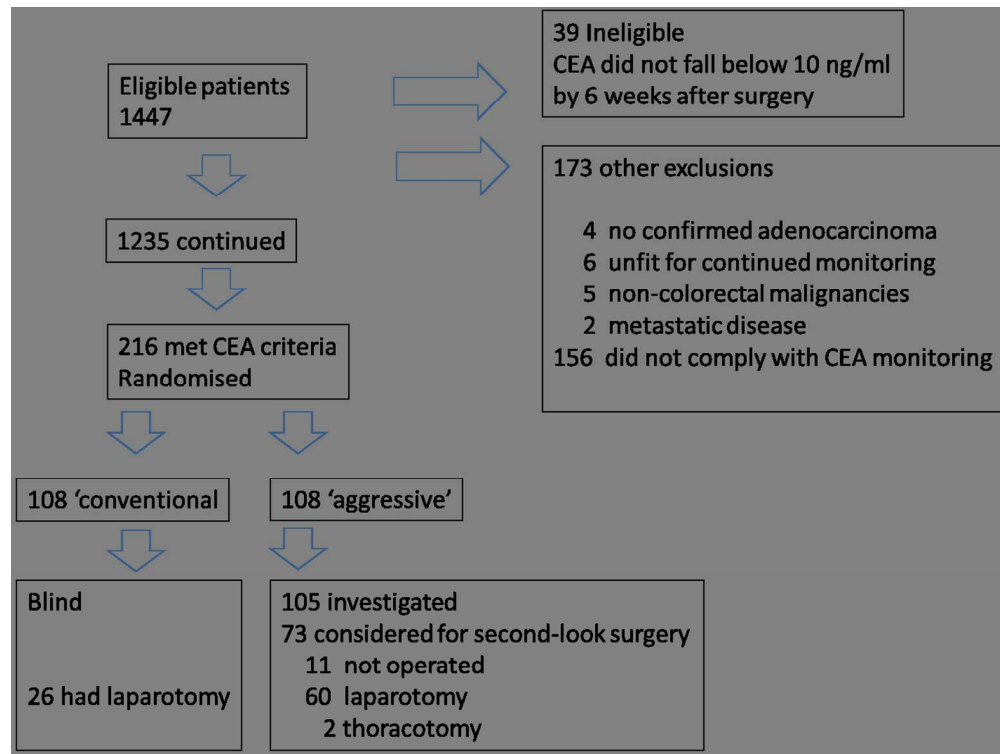 Eligible patients
1447
39 Ineligible
CEA did not fall below 10 ng/ml
by 6 weeks after surgery
173 other exclusions
4 no confirmed adenocarcinoma
6 unfit for continued monitoring
5 non-colorectal malignancies
2 metastatic disease
156 did not comply with CEA monitoring
1235 continued
216 met CEA criteria
Randomised
108 ‘conventional
108 ‘aggressive’
Blind
26 had laparotomy
105 investigated
73 considered for second-look surgery
11 not operated
60 laparotomy
2 thoracotomy